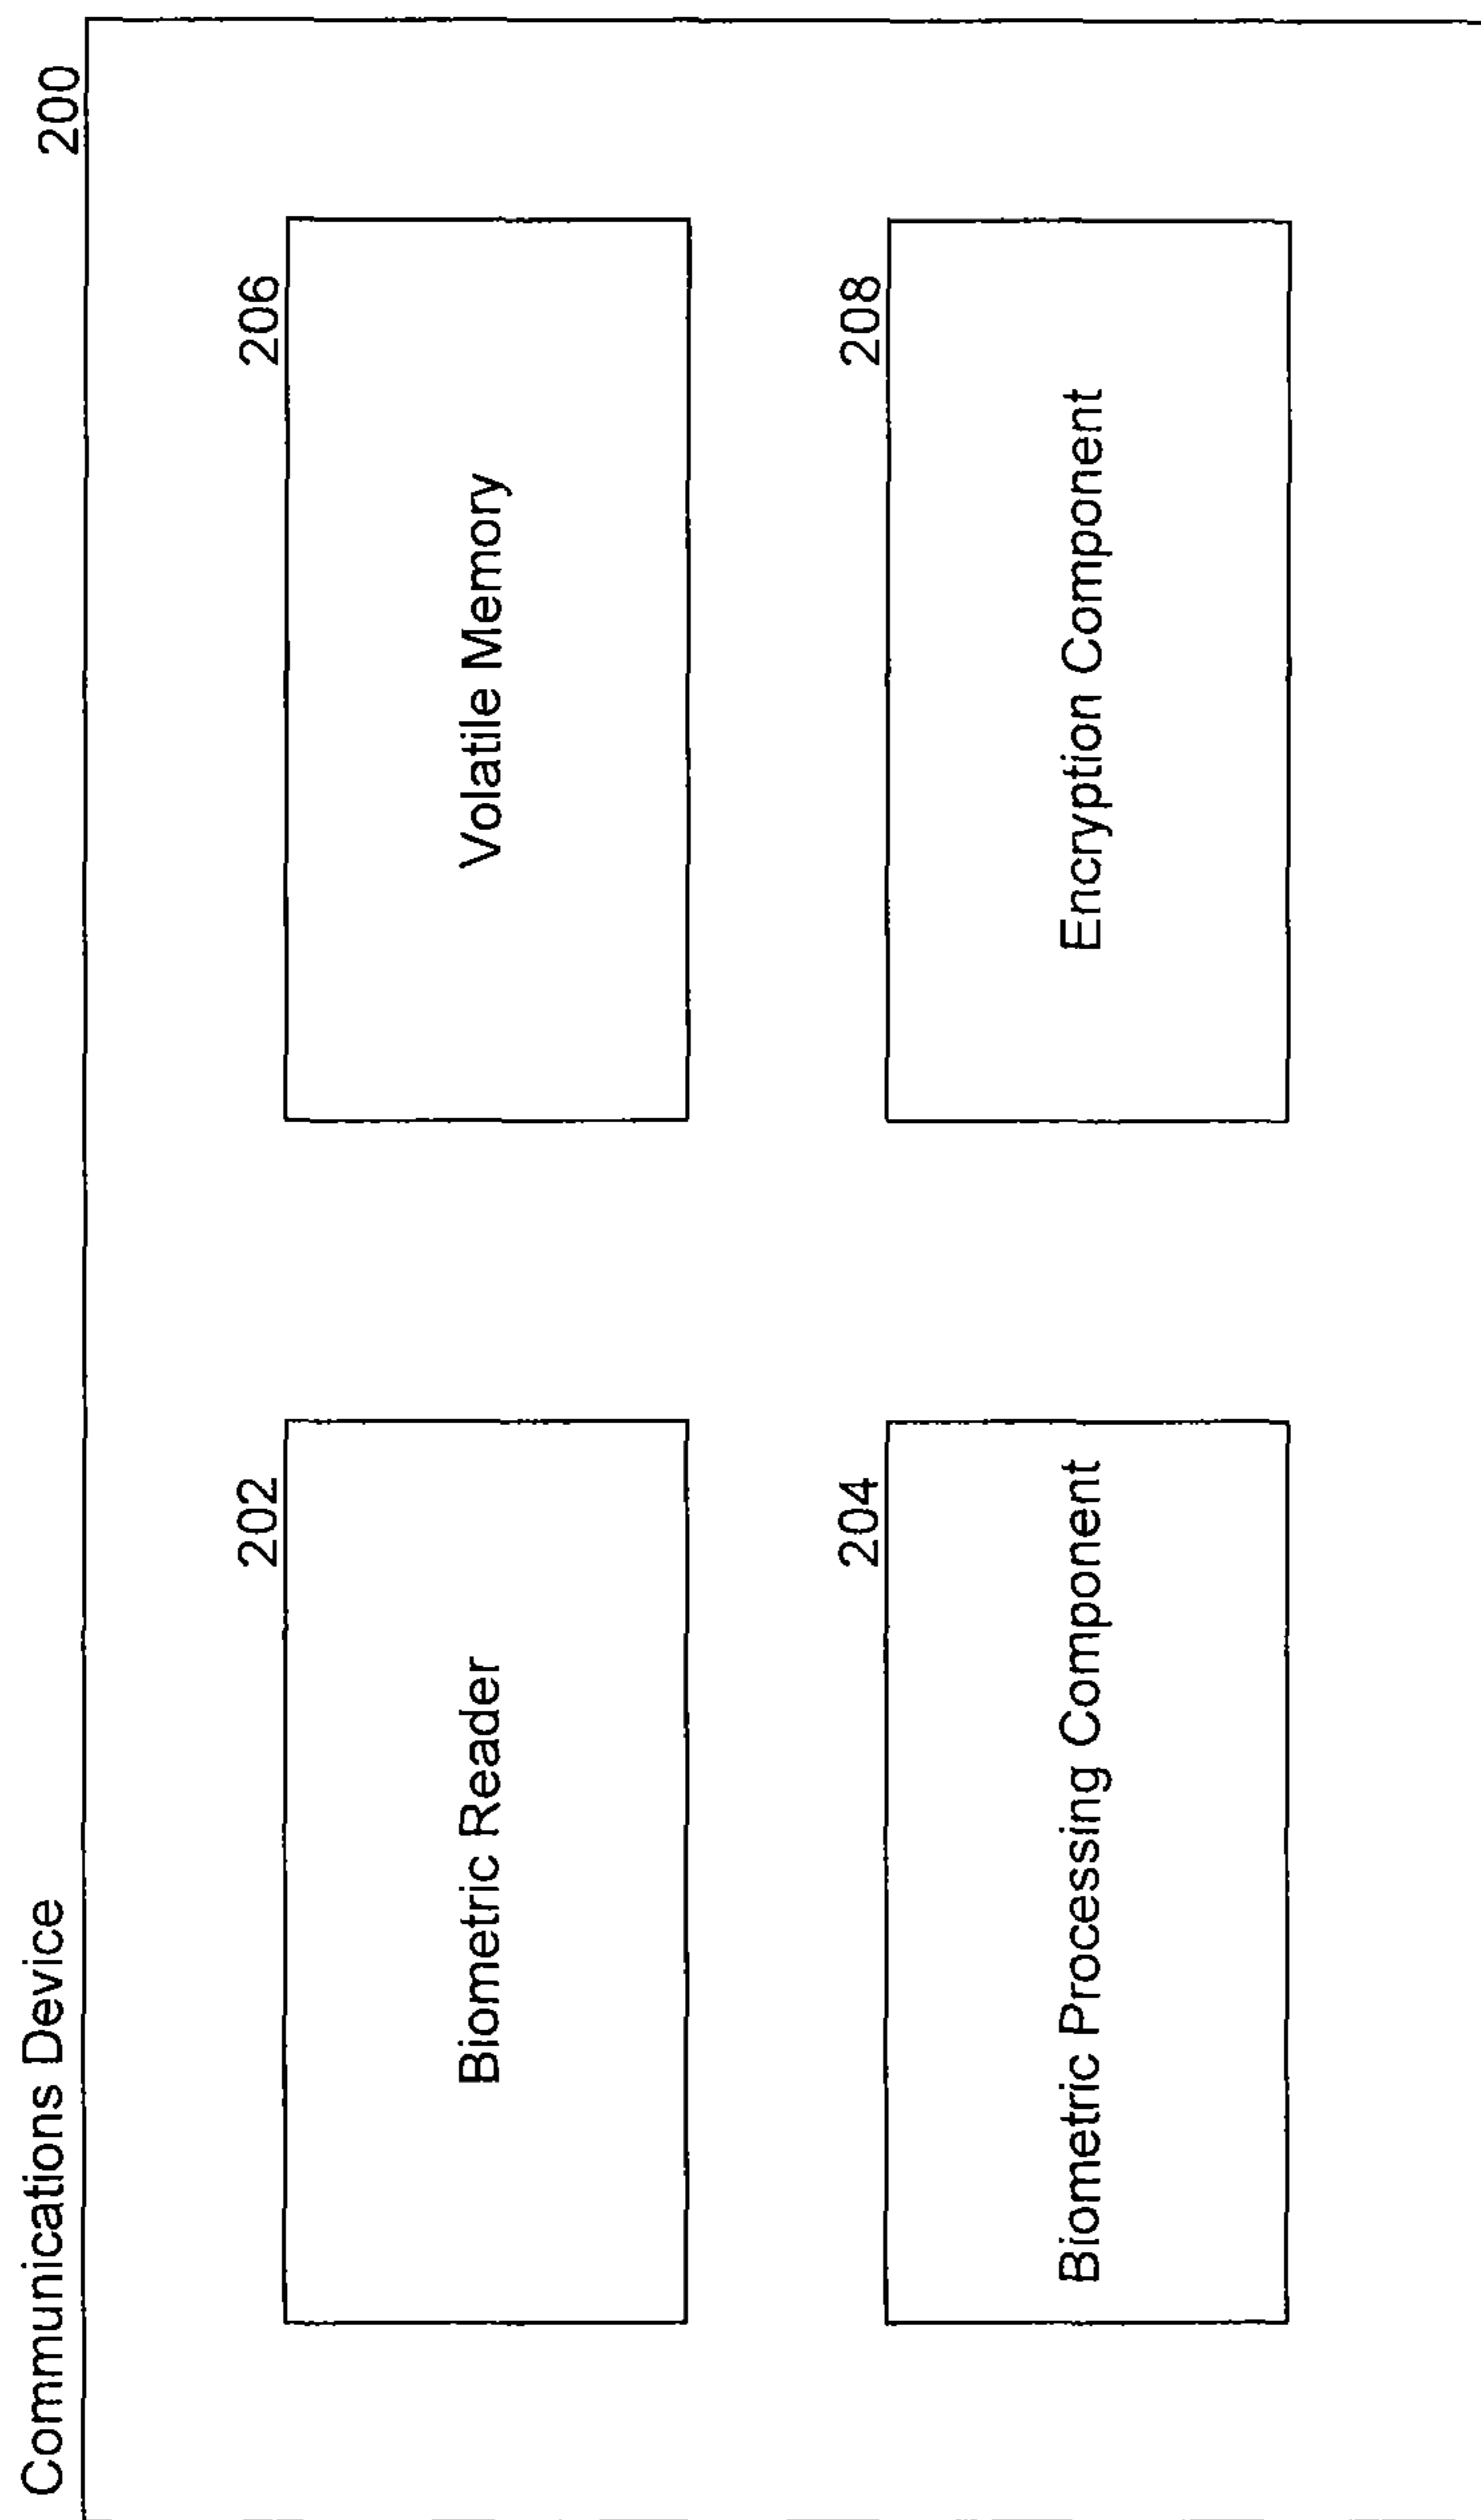 Communications Device
200
202
Biometric Reader
206
Volatile Memory
204
Biometric Processing Component
208
Encryption Component